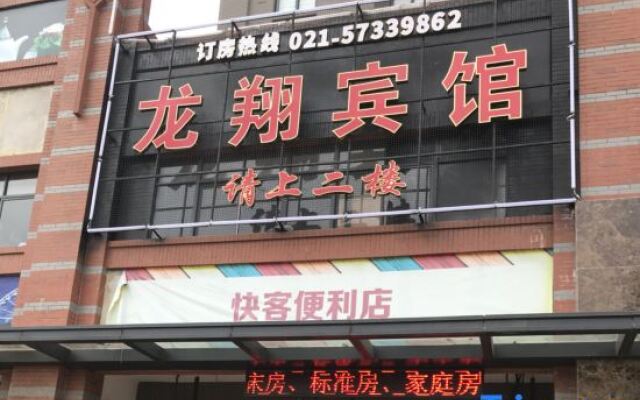 订房热线 021-57339862
龙翔宾馆
请上二楼
快客便利店
床房、标准房、家庭房